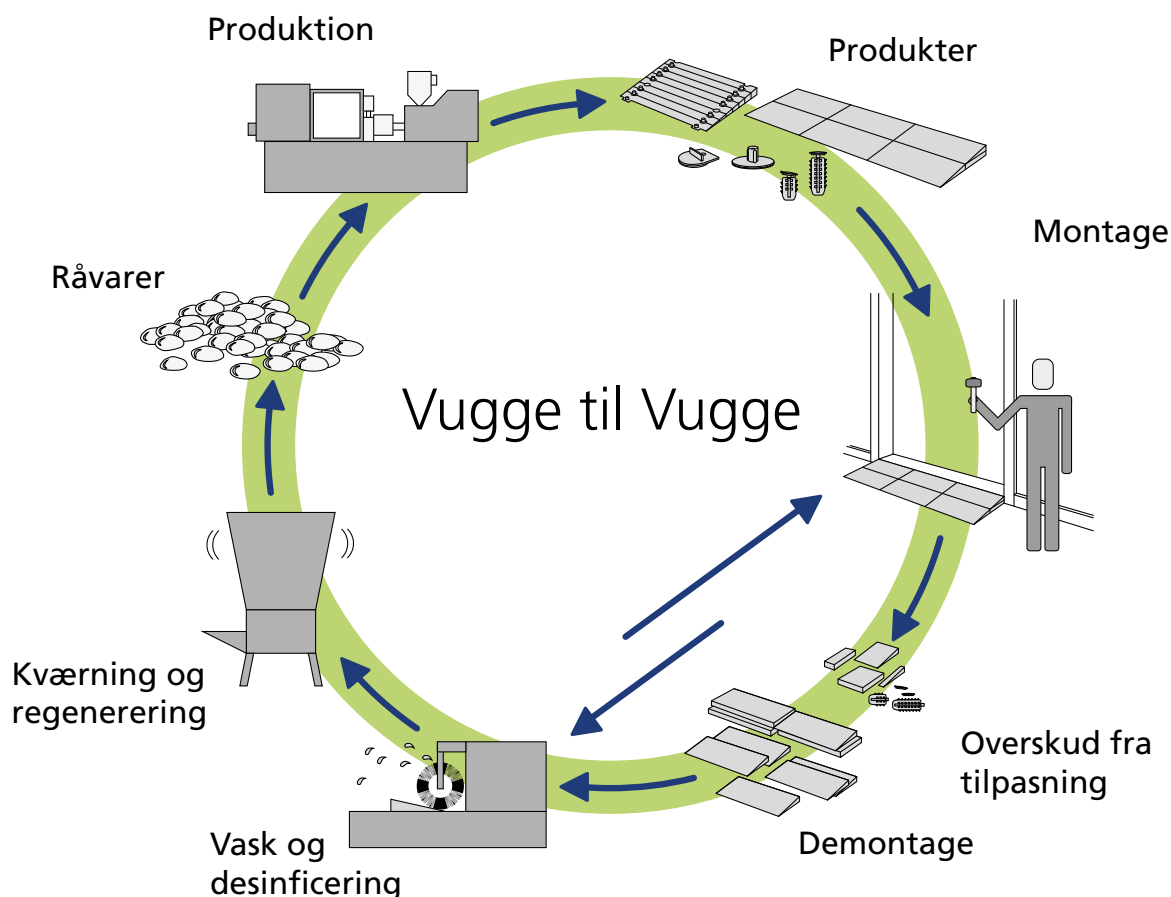 Produktion
Produkter
Montage
Råvarer
Vugge til Vugge
Kværning og
regenerering
Overskud fra
tilpasning
Demontage
Vask og
desinficering